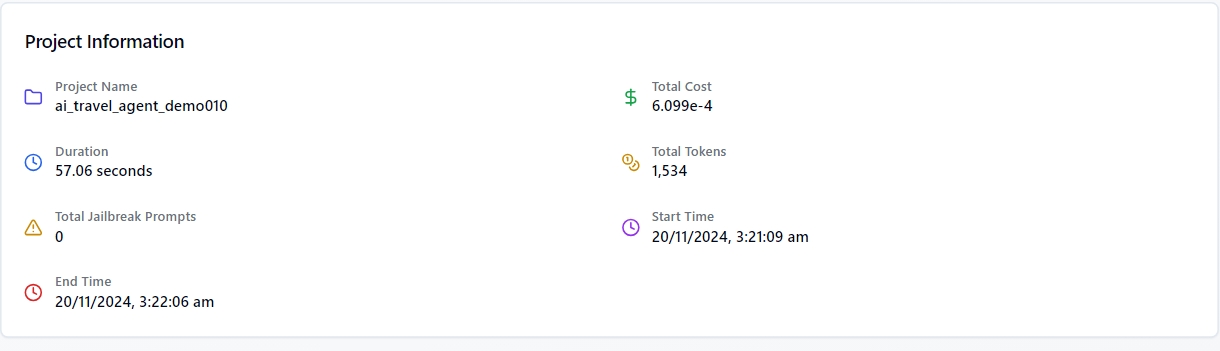 Project Information
Project Name
ai_travel_agent_demo010
Total Cost
6.099e-4
Duration
57.06 seconds
Total Tokens
1,534
Total Jailbreak Prompts
0
Start Time
20/11/2024, 3:21:09 am
End Time
20/11/2024, 3:22:06 am